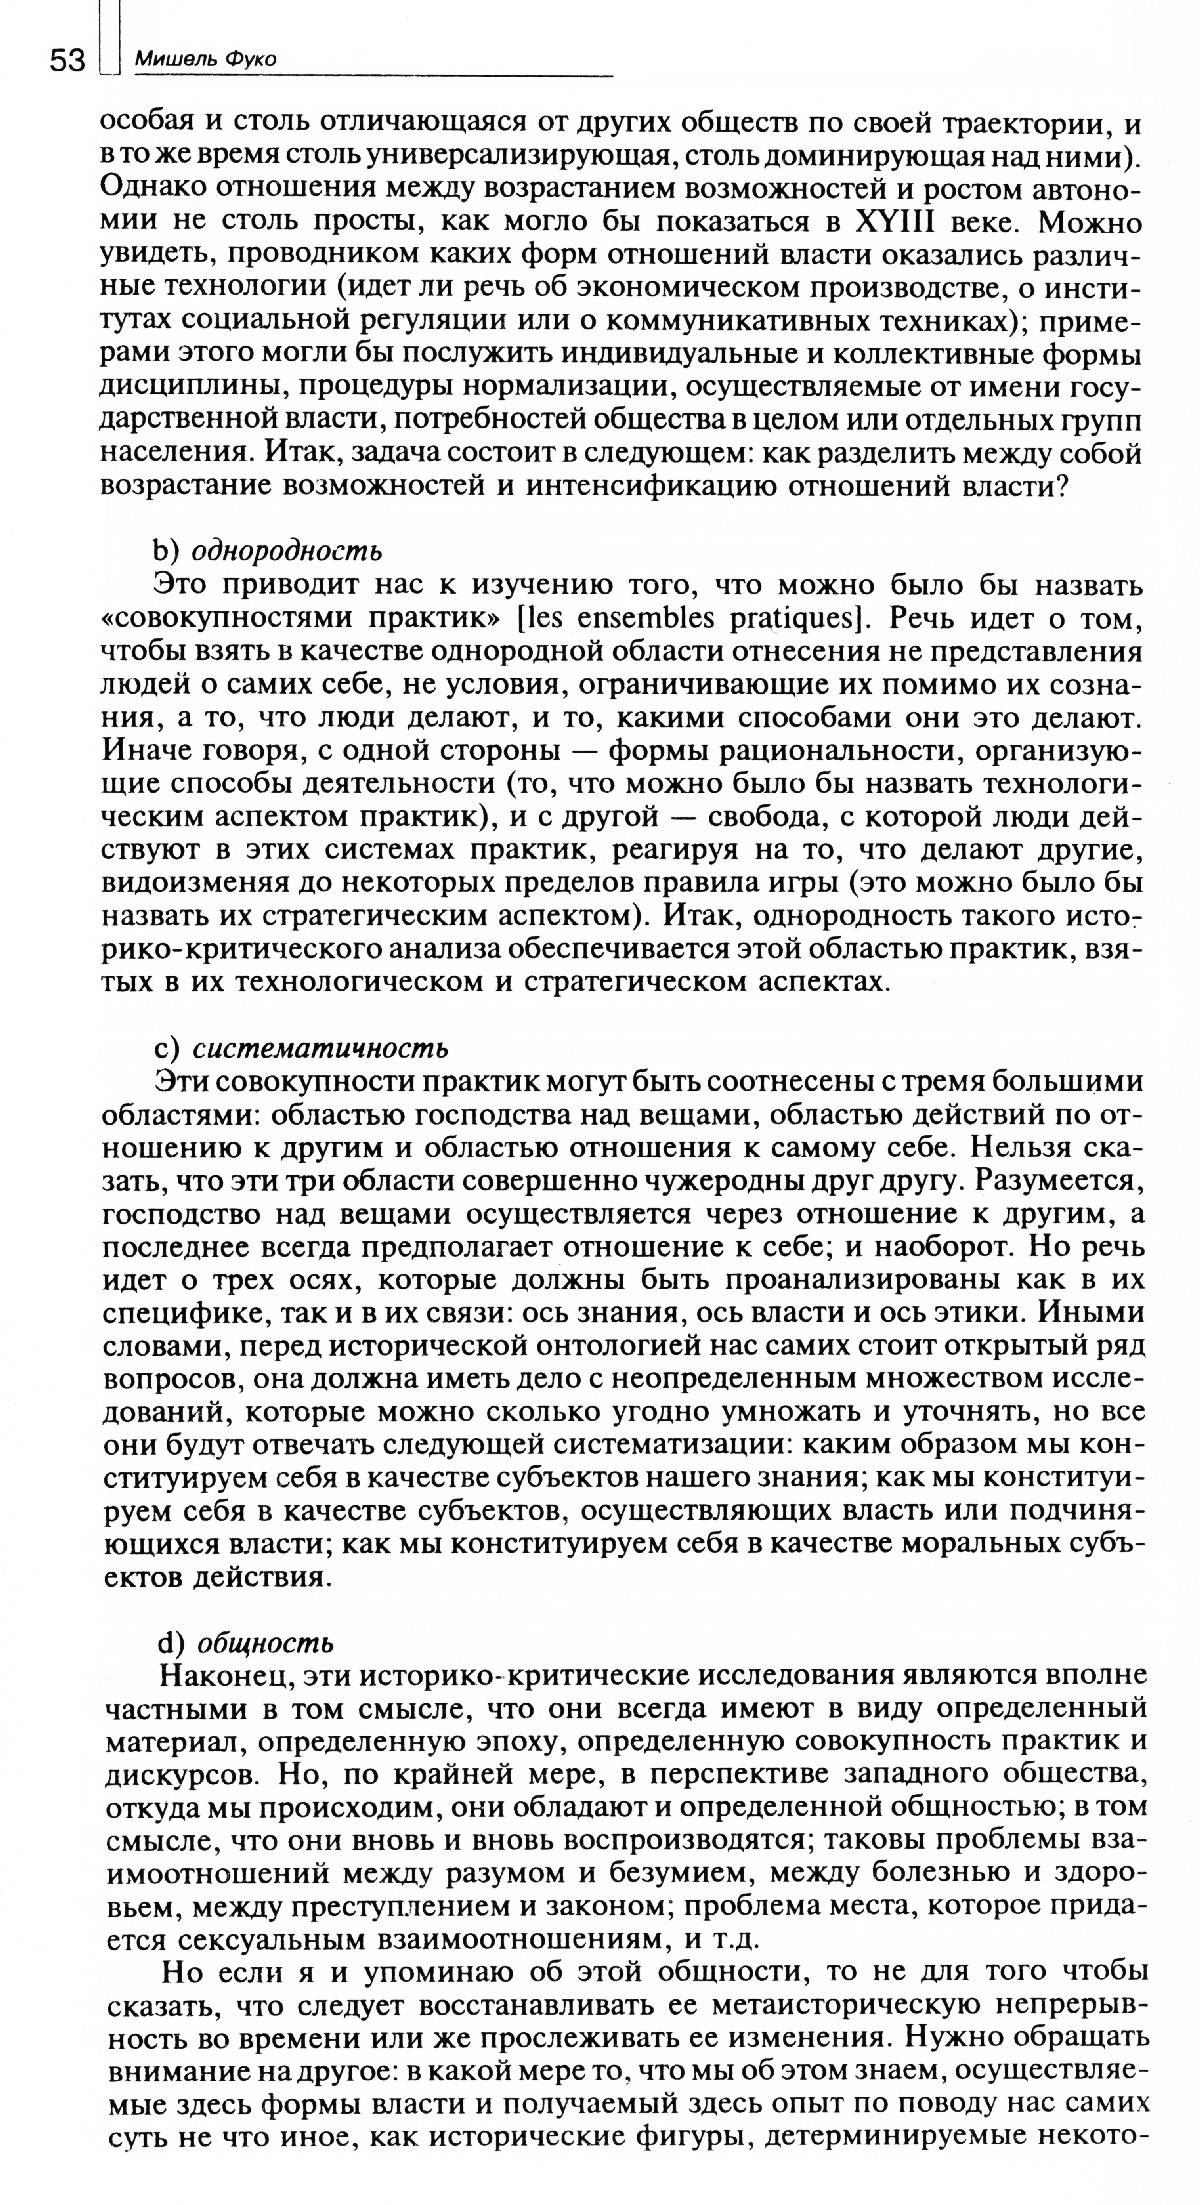 53
Мишель Фуко
особая и столь отличающаяся от других обществ по своей траектории, и
в то же время столь универсализирующая, столь доминирующая над ними).
Однако отношения между возрастанием возможностей и ростом автоно-
мии не столь просты, как могло бы показаться в XYIII веке. Можно
увидеть, проводником каких форм отношений власти оказались различ-
ные технологии (идет ли речь об экономическом производстве, о инсти-
тутах социальной регуляции или о коммуникативных техниках); приме-
рами этого могли бы послужить индивидуальные и коллективные формы
дисциплины, процедуры нормализации, осуществляемые от имени госу-
дарственной власти, потребностей общества в целом или отдельных групп
населения. Итак, задача состоит в следующем: как разделить между собой
возрастание возможностей и интенсификацию отношений власти?
b) однородность
Это приводит нас к изучению того, что можно было бы назвать
«совокупностями практик» [les ensembles pratiques]. Речь идет о том,
чтобы взять в качестве однородной области отнесения не представления
людей о самих себе, не условия, ограничивающие их помимо их созна-
ния, а то, что люди делают, и то, какими способами они это делают.
Иначе говоря, с одной стороны — формы рациональности, организую-
щие способы деятельности (то, что можно было бы назвать технологи-
ческим аспектом практик), и с другой — свобода, с которой люди дей-
ствуют в этих системах практик, реагируя на то, что делают другие,
видоизменяя до некоторых пределов правила игры (это можно было бы
назвать их стратегическим аспектом). Итак, однородность такого исто-
рико-критического анализа обеспечивается этой областью практик, взя-
тых в их технологическом и стратегическом аспектах.
c) систематичность
Эти совокупности практик могут быть соотнесены с тремя большими
областями: областью господства над вещами, областью действий по от-
ношению к другим и областью отношения к самому себе. Нельзя ска-
зать, что эти три области совершенно чужеродны друг другу. Разумеется,
господство над вещами осуществляется через отношение к другим, а
последнее всегда предполагает отношение к себе; и наоборот. Но речь
идет о трех осях, которые должны быть проанализированы как в их
специфике, так и в их связи: ось знания, ось власти и ось этики. Иными
словами, перед исторической онтологией нас самих стоит открытый ряд
вопросов, она должна иметь дело с неопределенным множеством иссле-
дований, которые можно сколько угодно умножать и уточнять, но все
они будут отвечать следующей систематизации: каким образом мы кон-
ституируем себя в качестве субъектов нашего знания; как мы конституи-
руем себя в качестве субъектов, осуществляющих власть или подчиня-
ющихся власти; как мы конституируем себя в качестве моральных субъ-
ектов действия.
d) общность
Наконец, эти историко-критические исследования являются вполне
частными в том смысле, что они всегда имеют в виду определенный
материал, определенную эпоху, определенную совокупность практик и
дискурсов. Но, по крайней мере, в перспективе западного общества,
откуда мы происходим, они обладают и определенной общностью; в том
смысле, что они вновь и вновь воспроизводятся; таковы проблемы вза-
имоотношений между разумом и безумием, между болезнью и здоро-
вьем, между преступлением и законом; проблема места, которое прида-
ется сексуальным взаимоотношениям, и т.д.
Но если я и упоминаю об этой общности, то не для того чтобы
сказать, что следует восстанавливать ее метаисторическую непрерыв-
ность во времени или же прослеживать ее изменения. Нужно обращать
внимание на другое: в какой мере то, что мы об этом знаем, осуществляе-
мые здесь формы власти и получаемый здесь опыт по поводу нас самих
суть не что иное, как исторические фигуры, детерминируемые некото-